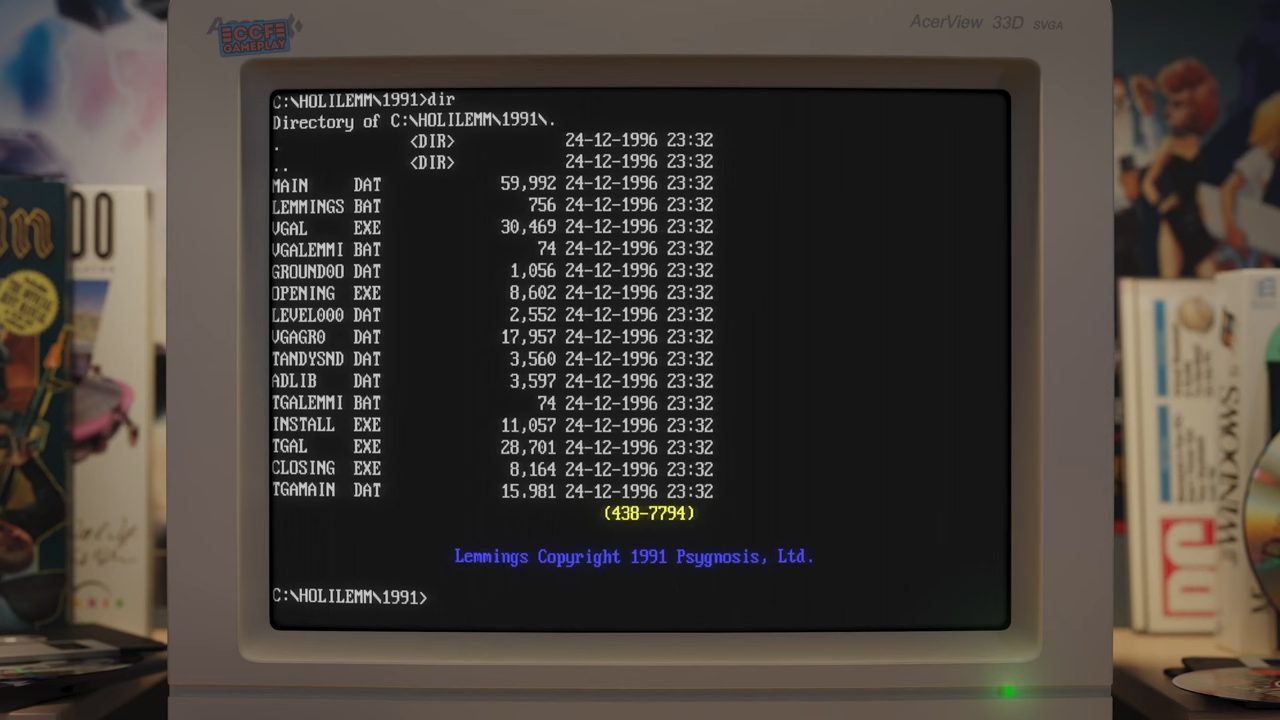 CCF
GAMEPLAY
AcerView 33D SVGA
C:\HOLILEMM\1991>dir
Directory of C:\HOLILEMM\1991\.
. <DIR> 24-12-1996 23:32
.. <DIR> 24-12-1996 23:32
MAIN DAT 59,992 24-12-1996 23:32
LEMMINGS BAT 756 24-12-1996 23:32
VGAL EXE 30,469 24-12-1996 23:32
VGALEMMI BAT 74 24-12-1996 23:32
GROUND0O DAT 1,056 24-12-1996 23:32
OPENING EXE 8,602 24-12-1996 23:32
LEVEL000 DAT 2,552 24-12-1996 23:32
VGAGR0 DAT 17,957 24-12-1996 23:32
TANDYSND DAT 3,560 24-12-1996 23:32
ADLIB DAT 3,597 24-12-1996 23:32
TGALEMMI BAT 74 24-12-1996 23:32
INSTALL EXE 11,057 24-12-1996 23:32
TGAL EXE 28,701 24-12-1996 23:32
CLOSING EXE 8,164 24-12-1996 23:32
TGAMAIN DAT 15.981 24-12-1996 23:32
(438-7794)
Lemmings Copyright 1991 Psygnosis, Ltd.
C:\HOLILEMM\1991>
WINDOWS